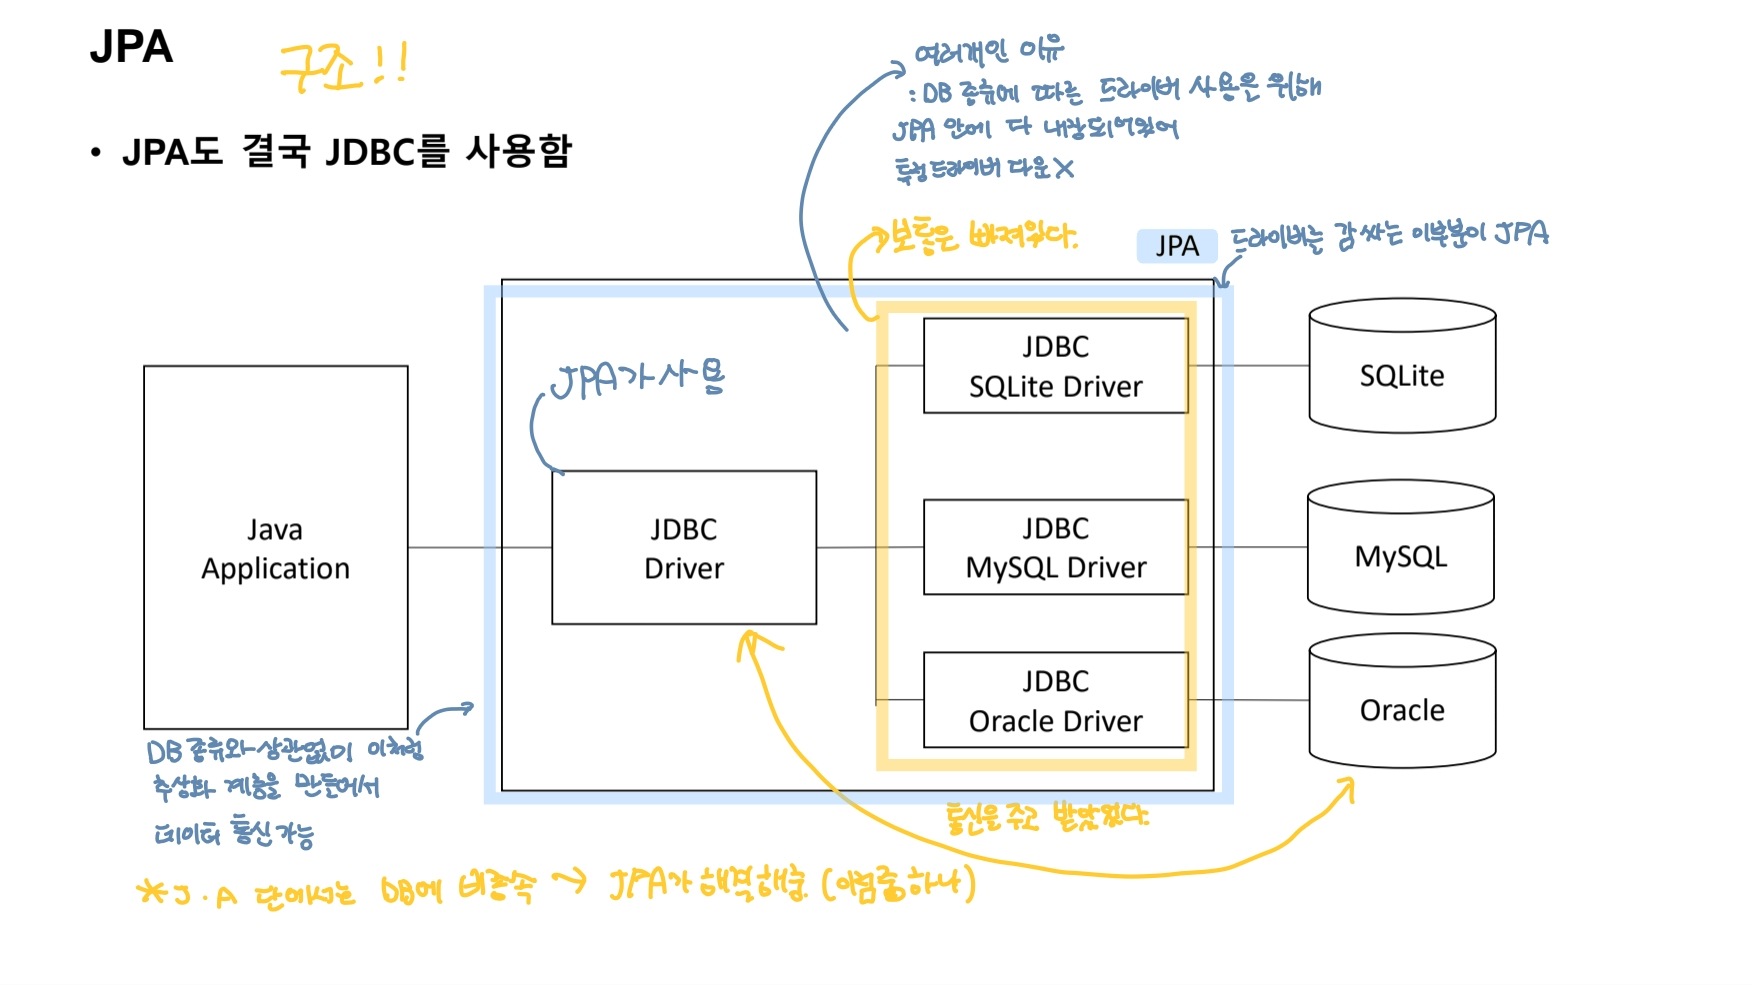 JPA
구조!!
• JPA도 결국 JDBC를 사용함
여러개인 이유
: DB 종류에 따른 드라이버 사용을 위해
JPA 안에 다 내장되어있어
특정드라이버 다운X
보통은 빠져있다.
JPA
드라이버를 감싸는 이부분이 JPA
JPA가 사용
Java
Application
JDBC
Driver
JDBC
SQLite Driver
JDBC
MySQL Driver
JDBC
Oracle Driver
SQLite
MySQL
Oracle
DB 종류와 상관없이 이처럼
추상화 계층을 만들어서
데이터 통신 가능
통신을 주고 받았었다.
*J.A 단에서는 DB에 비종속 → JPA가 해결해줌 (이점중하나)